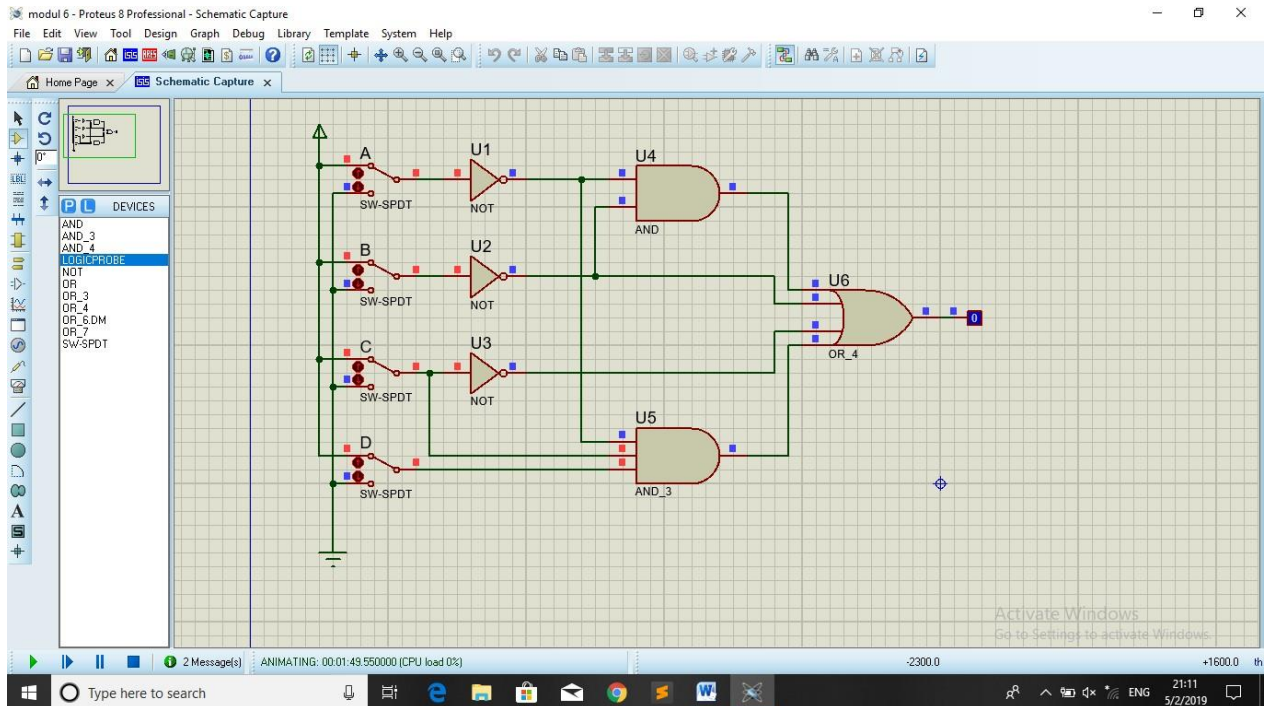 modul 6 - Proteus 8 Professional - Schematic Capture
File Edit View Tool Design Graph Debug Library Template System Help
Home Page Schematic Capture
0°
P L DEVICES
AND
AND_3
AND_4
LOGICPROBE
NOT
OR
OR_3
OR_4
OR_6.DM
OR_7
SW-SPDT
A
SW-SPDT
U1
NOT
U4
AND
B
SW-SPDT
U2
NOT
U6
OR_4
0
C
SW-SPDT
U3
NOT
D
SW-SPDT
U5
AND_3
Activate Windows
Go to Settings to activate Windows.
2 Message(s) ANIMATING: 00:01:49.550000 (CPU load 0%) -2300.0 +1600.0 th
Type here to search
ENG
21:11
5/2/2019